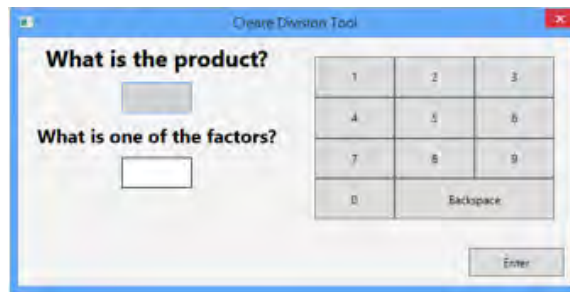 Create Division Tool
What is the product?
What is one of the factors?
1 2 3
4 5 6
7 8 9
0 Backspace
Enter